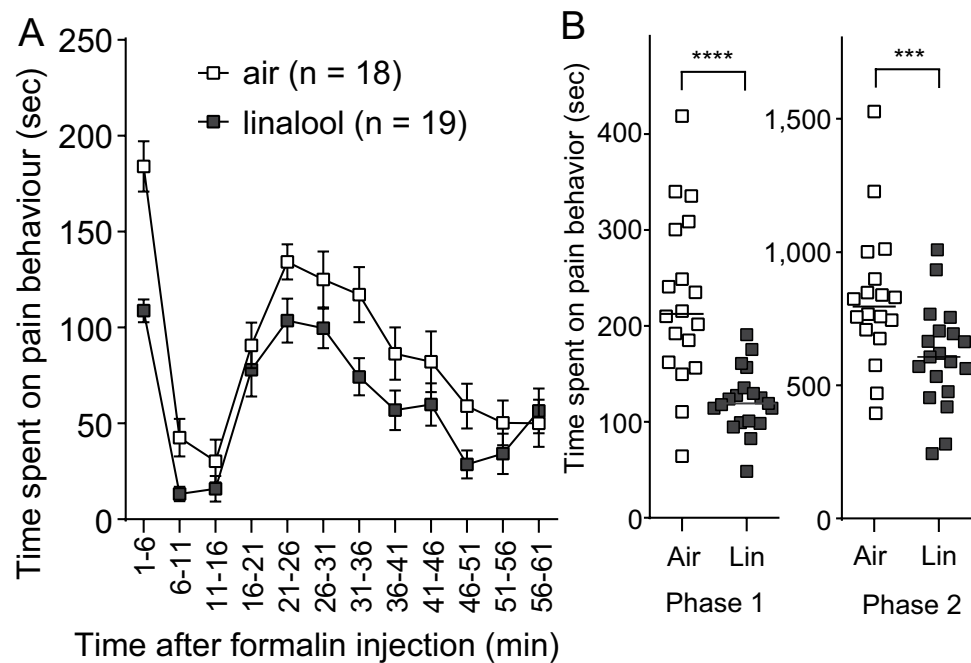 A
Time spent on pain behaviour (sec)
250
200
150
100
50
0
air (n = 18)
linalool (n = 19)
1-6
6-11
11-16
16-21
21-26
26-31
31-36
36-41
41-46
46-51
51-56
56-61
Time after formalin injection (min)
B
Time spent on pain behavior (sec)
400
300
200
100
0
****
Air Lin
Phase 1
1,500
1,000
500
0
***
Air Lin
Phase 2